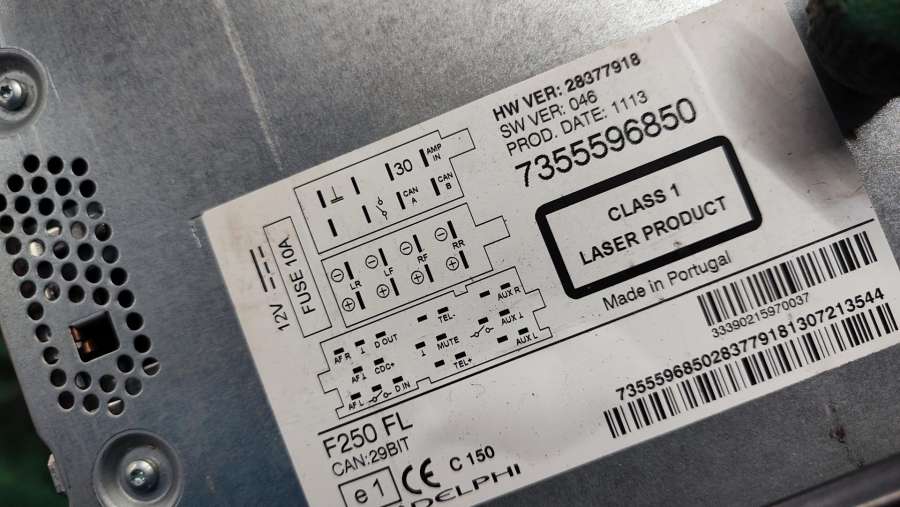 HW VER: 28377918
SW VER: 046
PROD. DATE: 1113
7355596850
CLASS 1
LASER PRODUCT
Made in Portugal
33390215970037
7355596850283779181307213544
12V
FUSE 10A
30
AMP IN
CAN A
CAN B
LR
LF
RF
RR
AF R
D OUT
TEL-
AUX R
AF
CDC+
MUTE
AUX
AF L
D IN
TEL+
AUX L
F250 FL
CAN:29BIT
e1 CE C 150
DELPHI